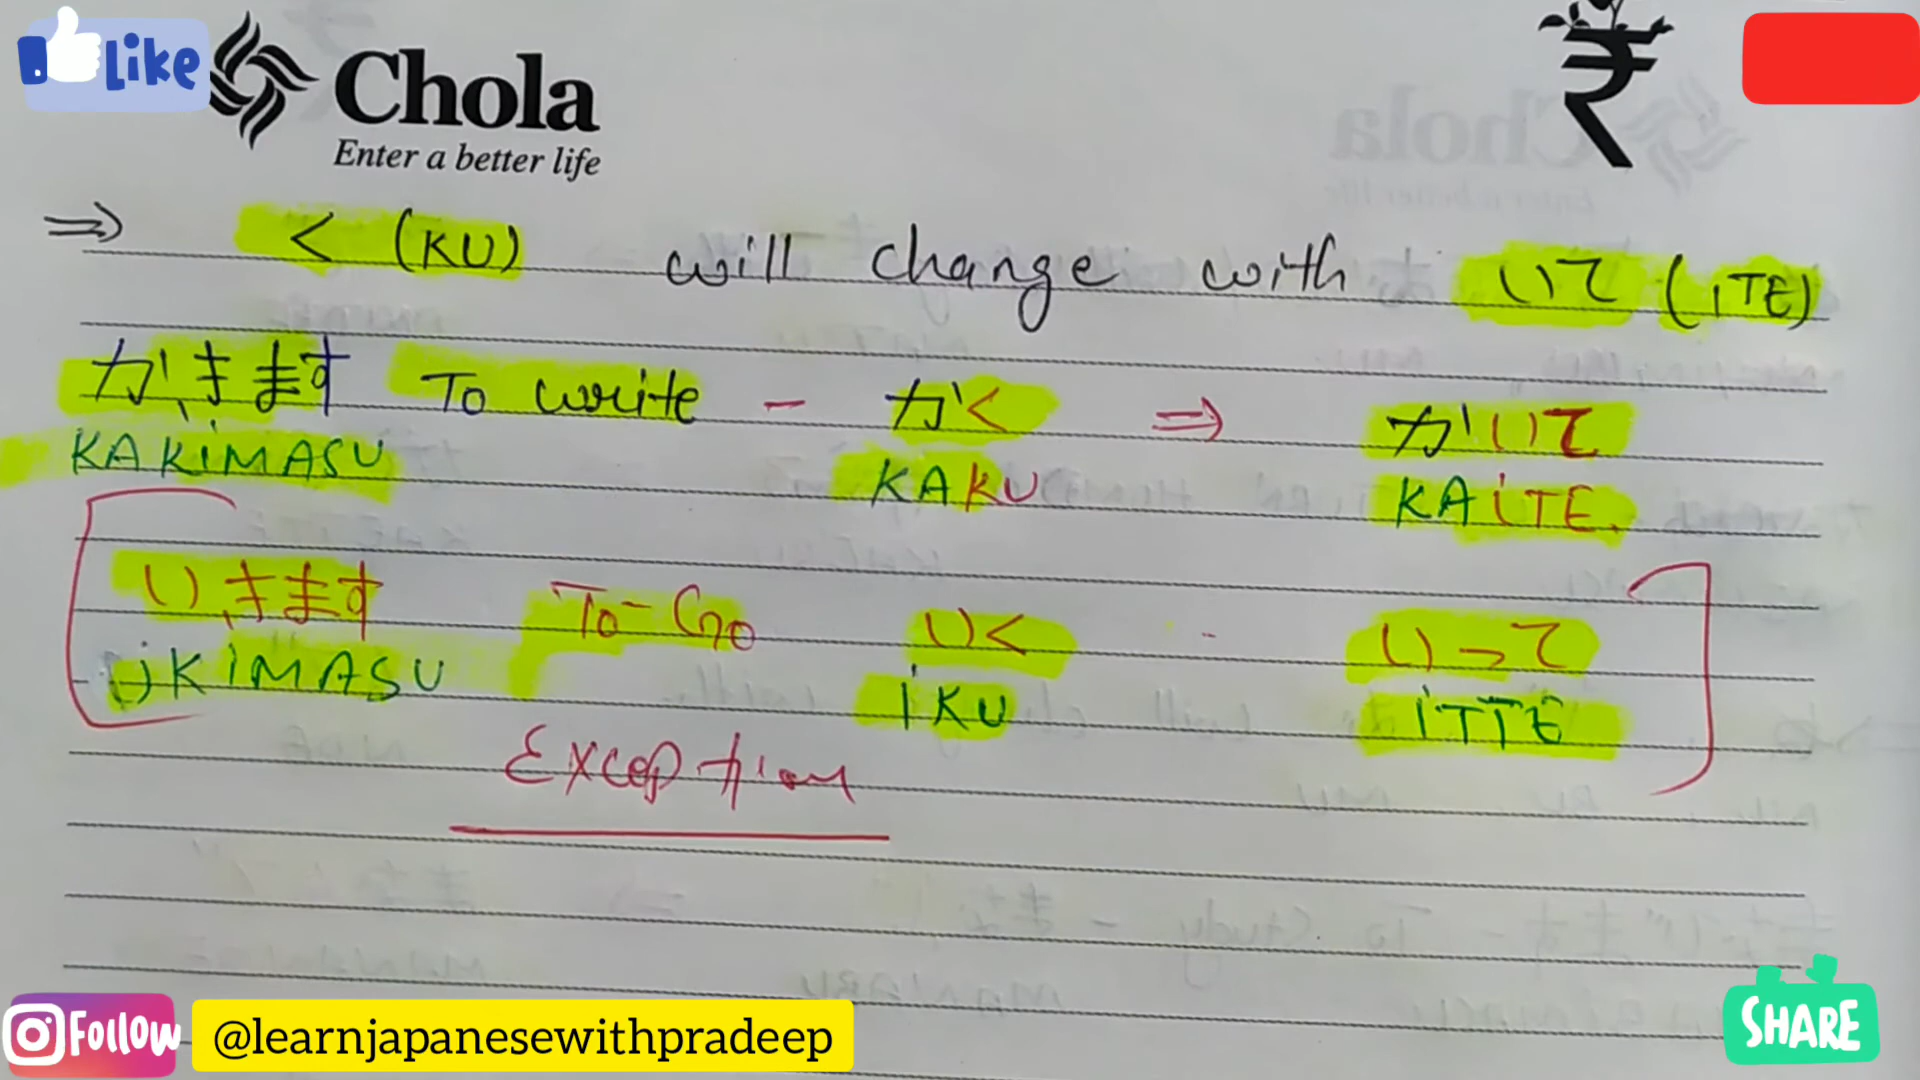 Like
Chola
Enter a better life
₹
⇒ く (KU) will change with いて (iTE)
かきます To write - かく ⇒ かいて
KAKiMASU KAKU KAiTE.
いきます To-Go いく - いって
iKiMASU iKU iTTE
Exception
Follow @learnjapanesewithpradeep
SHARE